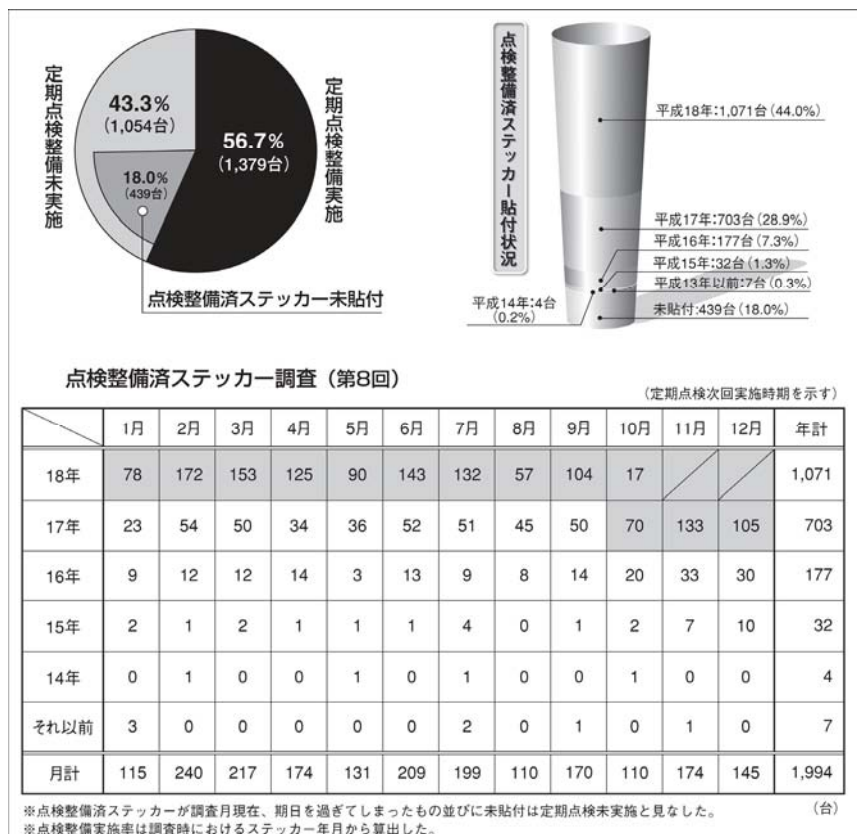 定期点検整備未実施
43.3%
(1,054台)
18.0%
(439台)
56.7%
(1,379台)
定期点検整備実施
点検整備済ステッカー未貼付
点検整備済ステッカー貼付状況
平成18年:1,071台(44.0%)
平成17年:703台(28.9%)
平成16年:177台(7.3%)
平成15年:32台(1.3%)
平成13年以前:7台(0.3%)
平成14年:4台
(0.2%)
未貼付:439台(18.0%)
点検整備済ステッカー調査(第8回)
(定期点検次回実施時期を示す)
1月 2月 3月 4月 5月 6月 7月 8月 9月 10月 11月 12月 年計
18年 78 172 153 125 90 143 132 57 104 17 1,071
17年 23 54 50 34 36 52 51 45 50 70 133 105 703
16年 9 12 12 14 3 13 9 8 14 20 33 30 177
15年 2 1 2 1 1 1 4 0 1 2 7 10 32
14年 0 1 0 0 1 0 1 0 0 1 0 0 4
それ以前 3 0 0 0 0 0 2 0 1 0 1 0 7
月計 115 240 217 174 131 209 199 110 170 110 174 145 1,994
※点検整備済ステッカーが調査月現在、期日を過ぎてしまったもの並びに未貼付は定期点検未実施と見なした。 (台)
※点検整備実施率は調査時におけるステッカー年月から算出した。